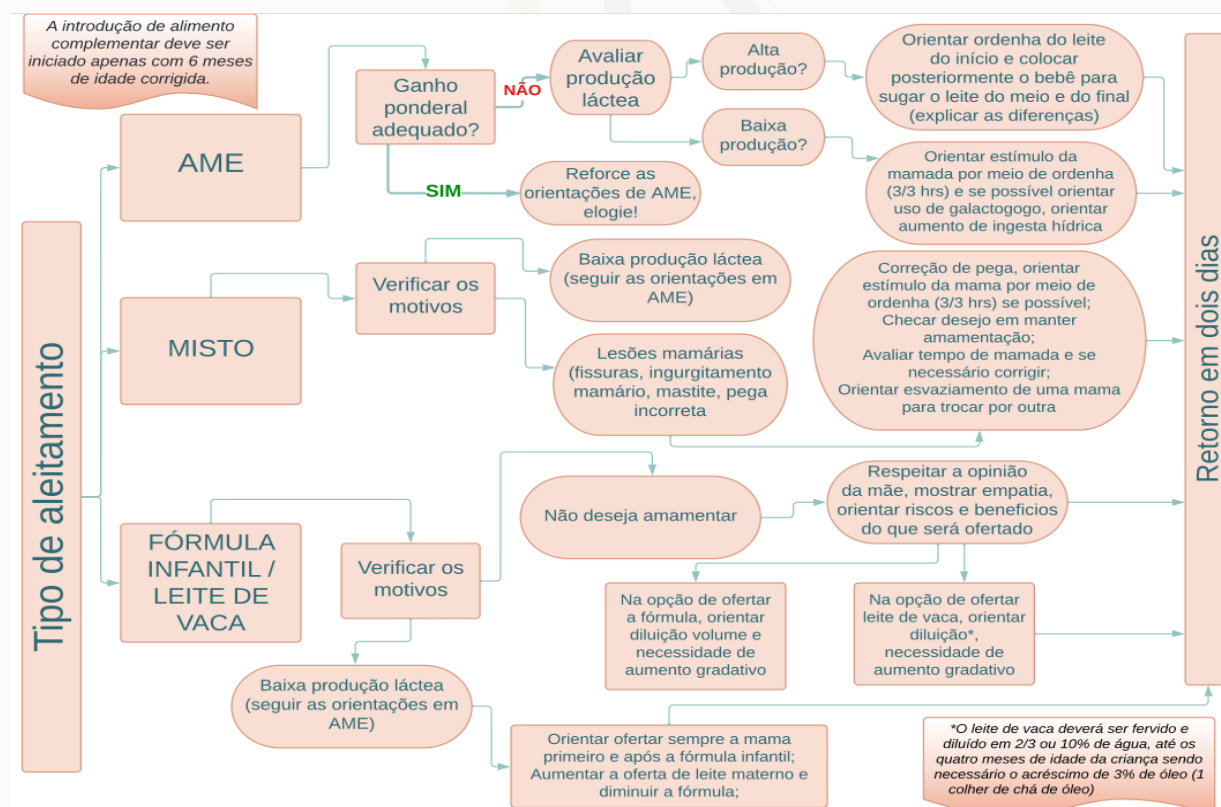 A introdução de alimento
complementar deve ser
iniciado apenas com 6 meses
de idade corrigida.
Tipo de aleitamento
AME
Ganho
ponderal
adequado?
NÃO
SIM
Avaliar
produção
láctea
Alta
produção?
Orientar ordenha do leite
do início e colocar
posteriormente o bebê para
sugar o leite do meio e do final
(explicar as diferenças)
Baixa
produção?
Orientar estímulo da
mamada por meio de ordenha
(3/3 hrs) e se possível orientar
uso de galactogogo, orientar
aumento de ingesta hídrica
Reforce as
orientações de AME,
elogie!
MISTO
Verificar os
motivos
Baixa produção láctea
(seguir as orientações em
AME)
Lesões mamárias
(fissuras, ingurgitamento
mamário, mastite, pega
incorreta
Correção de pega, orientar
estímulo da mama por meio de
ordenha (3/3 hrs) se possível;
Checar desejo em manter
amamentação;
Avaliar tempo de mamada e se
necessário corrigir;
Orientar esvaziamento de uma mama
para trocar por outra
FÓRMULA
INFANTIL /
LEITE DE
VACA
Verificar os
motivos
Não deseja amamentar
Respeitar a opinião
da mãe, mostrar empatia,
orientar riscos e beneficios
do que será ofertado
Na opção de ofertar
a fórmula, orientar
diluição volume e
necessidade de
aumento gradativo
Na opção de ofertar
leite de vaca, orientar
diluição*,
necessidade de
aumento gradativo
Baixa produção láctea
(seguir as orientações em
AME)
Orientar ofertar sempre a mama
primeiro e após a fórmula infantil;
Aumentar a oferta de leite materno e
diminuir a fórmula;
Retorno em dois dias
*O leite de vaca deverá ser fervido e
diluído em 2/3 ou 10% de água, até os
quatro meses de idade da criança sendo
necessário o acréscimo de 3% de óleo (1
colher de chá de óleo)